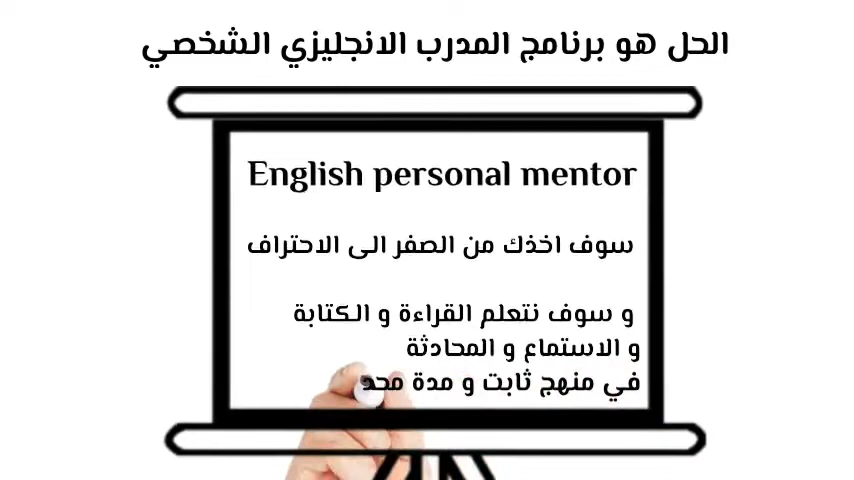 الحل هو برنامج المدرب الانجليزي الشخصي
English personal mentor
سوف اخذك من الصفر الى الاحتراف
و سوف نتعلم القراءة و الكتابة
و الاستماع و المحادثة
في منهج ثابت و مدة محد